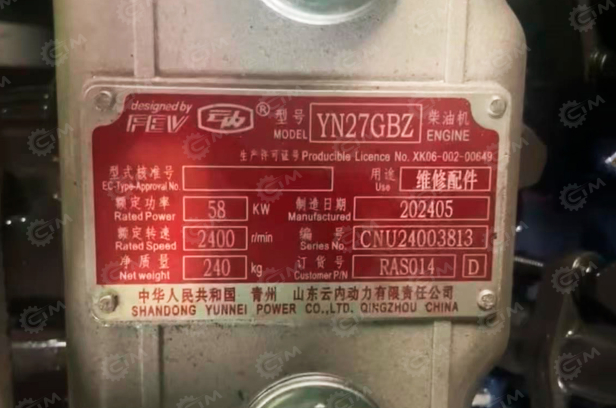 designed by
FEV 云内 ® 型号 MODEL YN27GBZ 柴油机 ENGINE
生产许可证号 Producible Licence No. XK06-002-00649
型式核准号 EC-Type-Approval No. 用途 Use 维修配件
额定功率 Rated Power 58 KW 制造日期 Manufactured 202405
额定转速 Rated Speed 2400 r/min 编号 Series No. CNU24003813
净质量 Net weight 240 kg 订货号 Customer P/N RAS014 D
中华人民共和国 青州 山东云内动力有限责任公司
SHANDONG YUNNEI POWER CO.,LTD. QINGZHOU CHINA
GIM